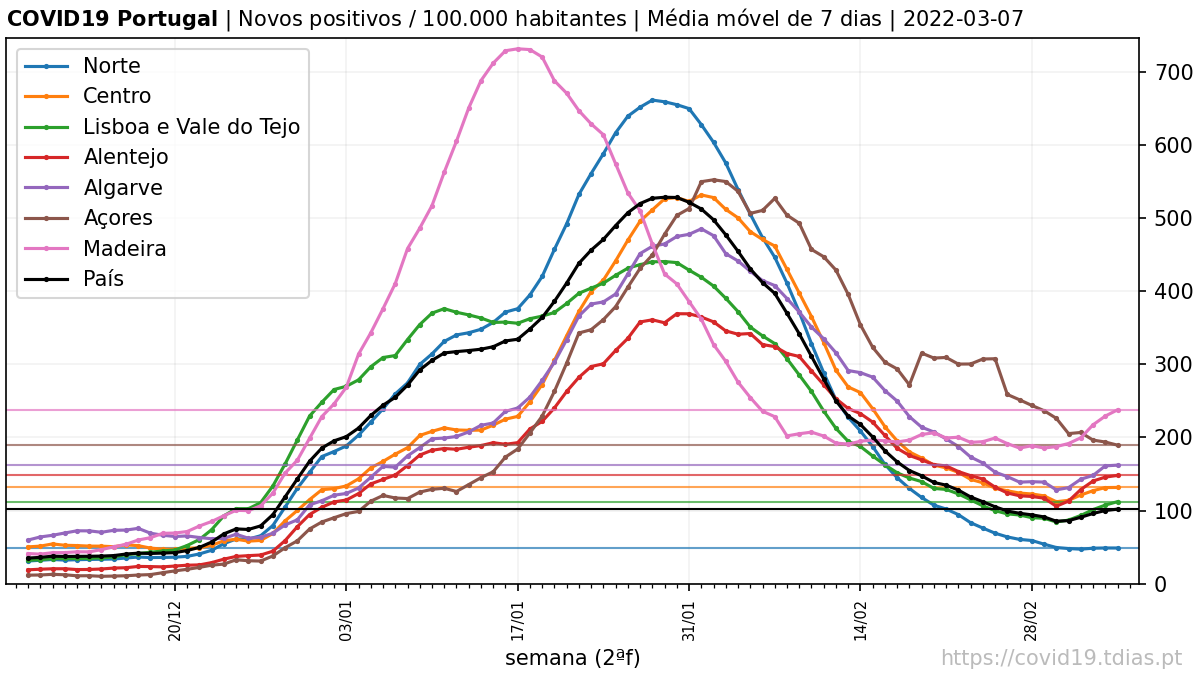 COVID19 Portugal | Novos positivos / 100.000 habitantes | Média móvel de 7 dias | 2022-03-07
Norte
Centro
Lisboa e Vale do Tejo
Alentejo
Algarve
Açores
Madeira
País
700
600
500
400
300
200
100
0
20/12
03/01
17/01
31/01
14/02
28/02
semana (2ªf)
https://covid19.tdias.pt